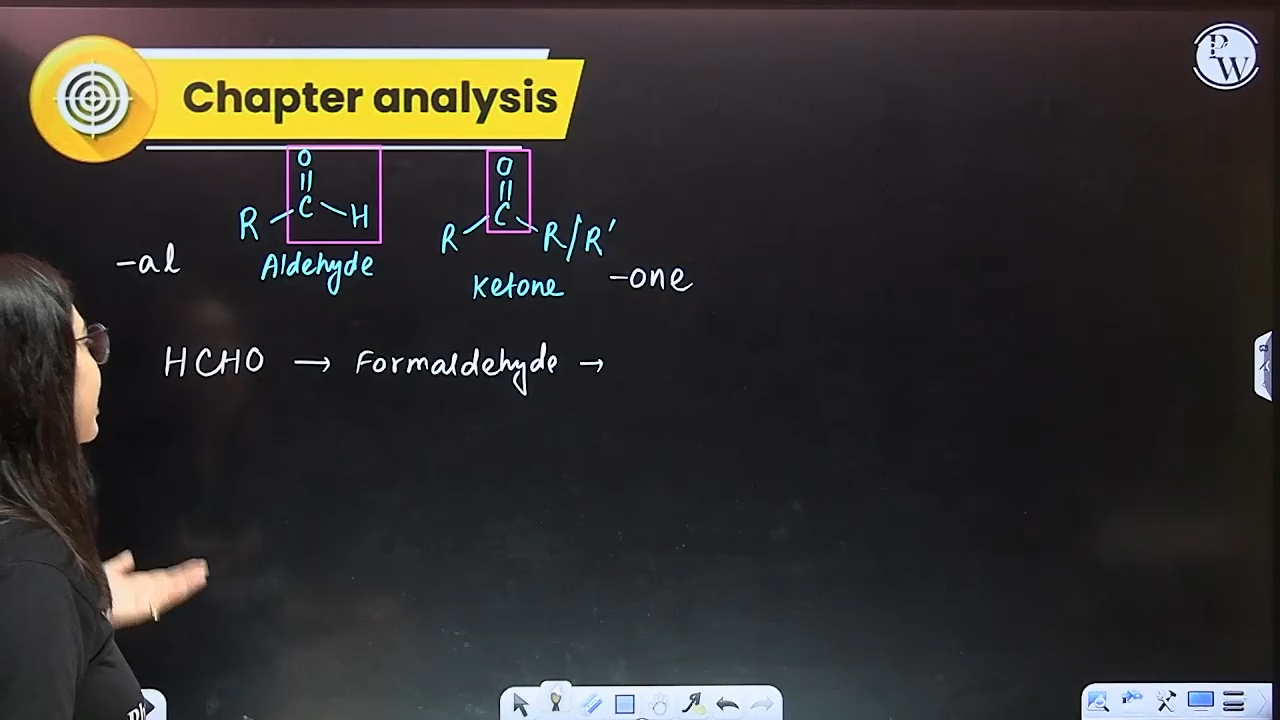 Chapter analysis
PW
O
||
R - C - H
Aldehyde
-al
O
||
R - C - R/R'
Ketone
-one
HCHO → Formaldehyde →